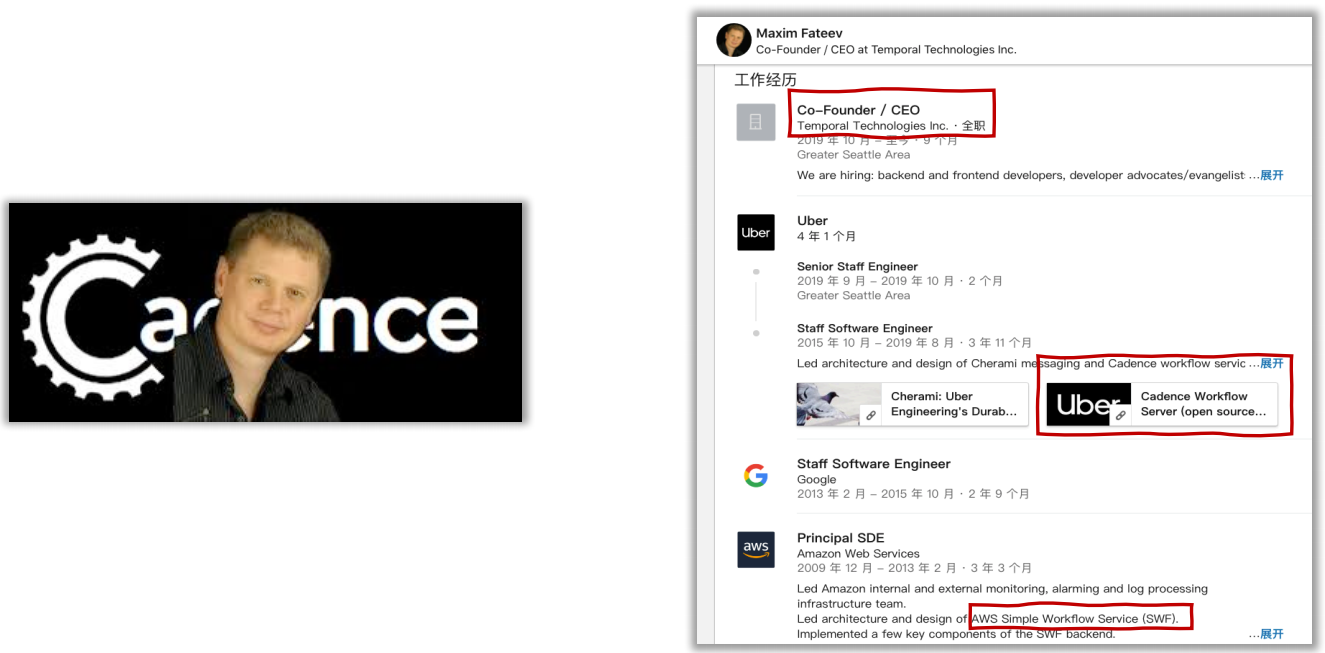 Cadence
Maxim Fateev
Co-Founder / CEO at Temporal Technologies Inc.
工作经历
Co-Founder / CEO
Temporal Technologies Inc. · 全职
2019 年 10 月 – 至今 · 9 个月
Greater Seattle Area
We are hiring: backend and frontend developers, developer advocates/evangelist ...展开
Uber
Uber
4 年 1 个月
Senior Staff Engineer
2019 年 9 月 – 2019 年 10 月 · 2 个月
Greater Seattle Area
Staff Software Engineer
2015 年 10 月 – 2019 年 8 月 · 3 年 11 个月
Led architecture and design of Cherami messaging and Cadence workflow servic ...展开
Cherami: Uber
Engineering's Durab...
Uber
Cadence Workflow
Server (open source...
Staff Software Engineer
Google
2013 年 2 月 – 2015 年 10 月 · 2 年 9 个月
aws
Principal SDE
Amazon Web Services
2009 年 12 月 – 2013 年 2 月 · 3 年 3 个月
Led Amazon internal and external monitoring, alarming and log processing
infrastructure team.
Led architecture and design of AWS Simple Workflow Service (SWF).
Implemented a few key components of the SWF backend. ...展开